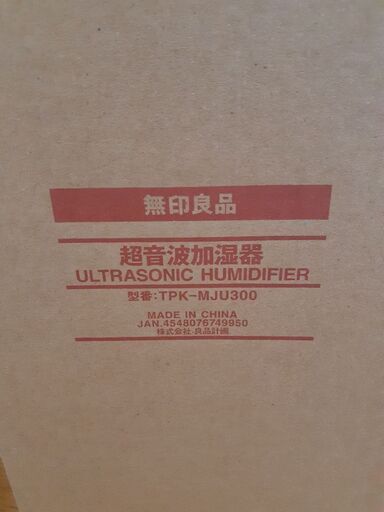 無印良品
超音波加湿器
ULTRASONIC HUMIDIFIER
型番:TPK-MJU300
MADE IN CHINA
JAN.4548076749950
株式会社 良品計画